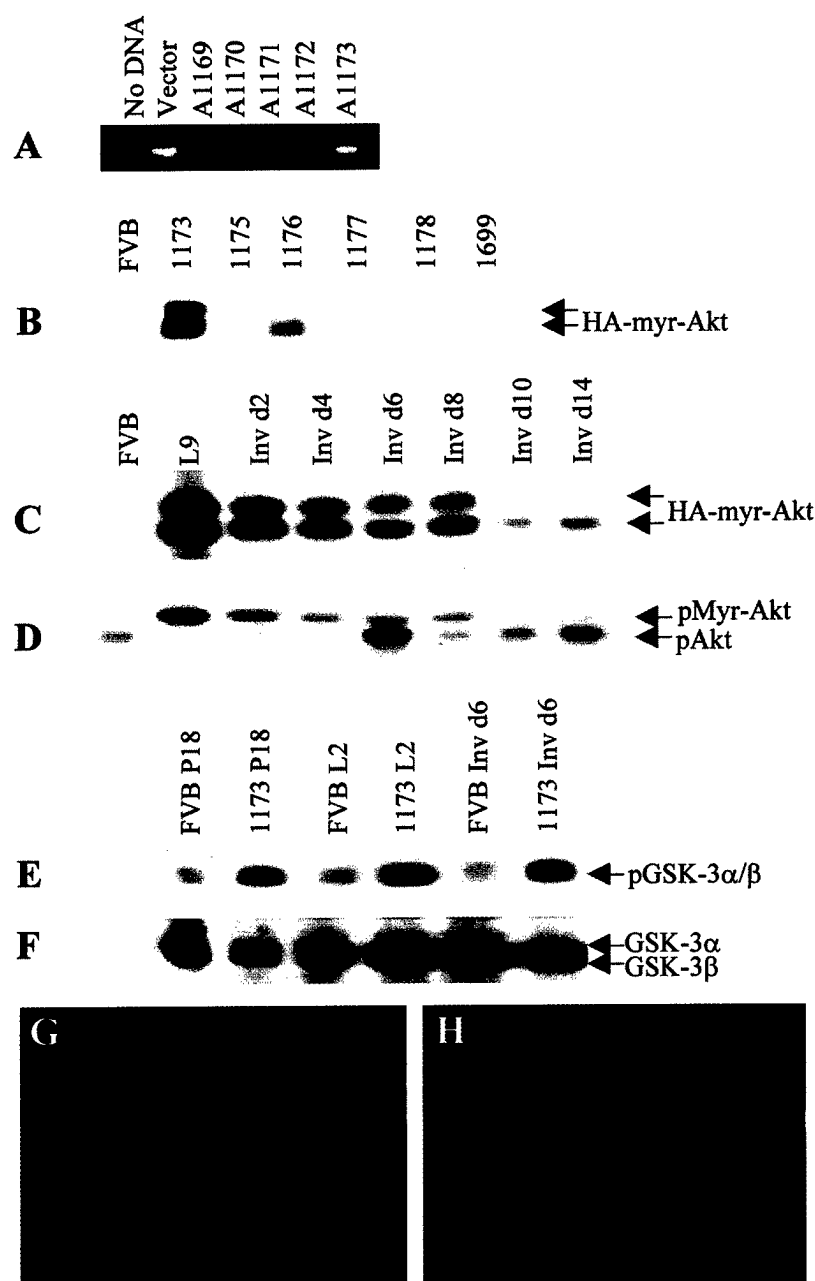 No DNA
Vector
A1169
A1170
A1171
A1172
A1173
A
FVB
1173
1175
1176
1177
1178
1699
B
HA-myr-Akt
FVB
L9
Inv d2
Inv d4
Inv d6
Inv d8
Inv d10
Inv d14
C
HA-myr-Akt
D
pMyr-Akt
pAkt
FVB P18
1173 P18
FVB L2
1173 L2
FVB Inv d6
1173 Inv d6
E
pGSK-3α/β
F
GSK-3α
GSK-3β
G
H